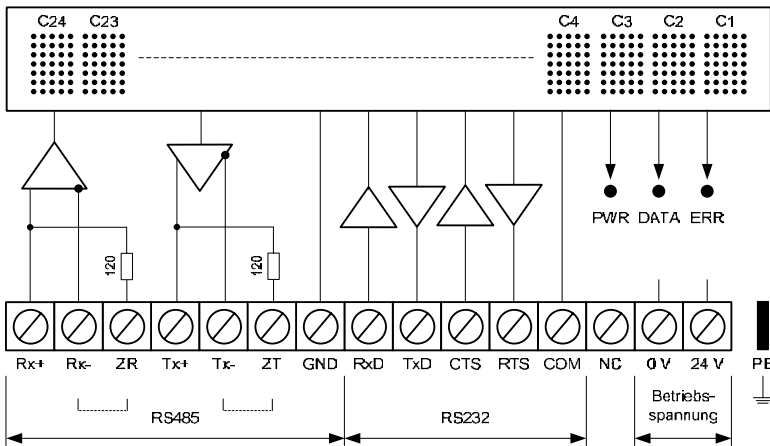 C24 C23 C4 C3 C2 C1
PWR DATA ERR
120 120
Rx+ Rx- ZR Tx+ Tx- ZT GND RxD TxD CTS RTS COM NC 0 V 24 V PE
RS485 RS232 Betriebs-
spannung